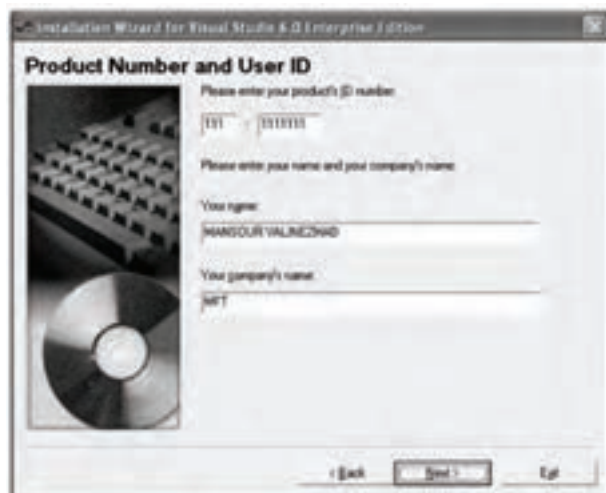 Installation Wizard for Visual Studio 6.0 Enterprise Edition
Product Number and User ID
Please enter your product's ID number:
111 - 1111111
Please enter your name and your company's name:
Your name:
MANSOUR VALINEZHAD
Your company's name:
MFT
< Back Next > Exit